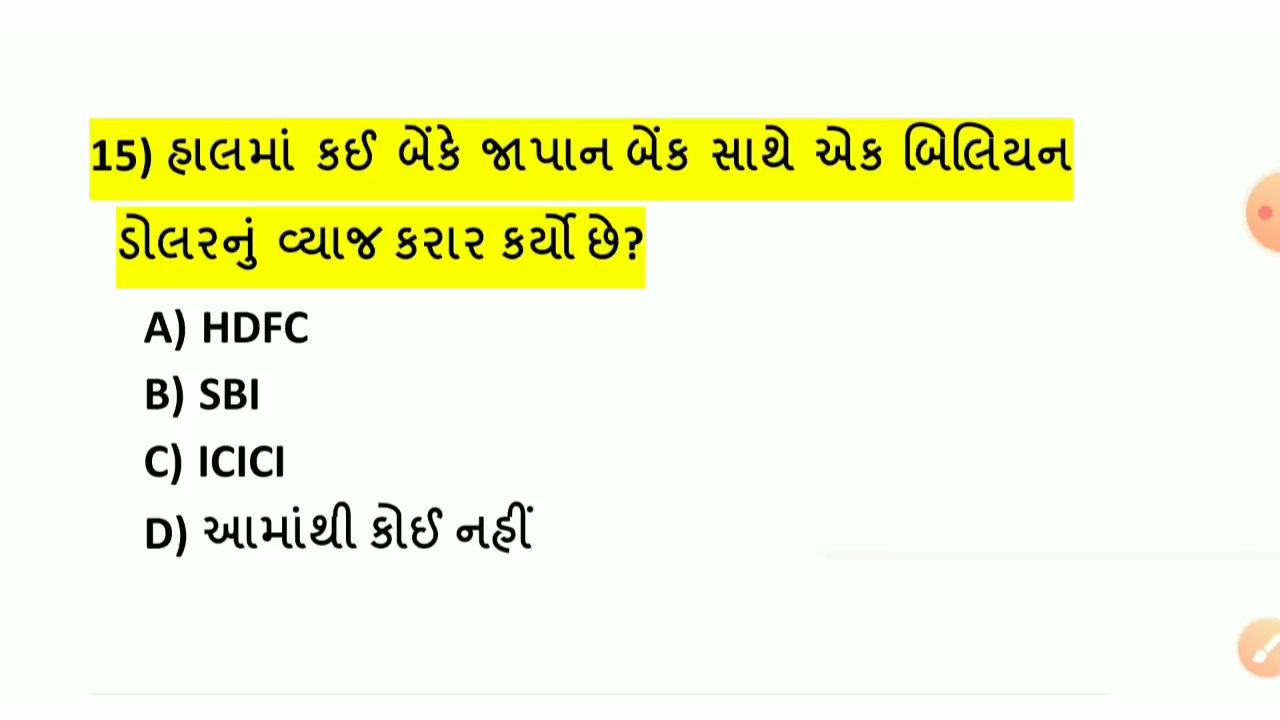 15) હાલમાં કઈ બેંકે જાપાન બેંક સાથે એક બિલિયન
ડોલરનું વ્યાજ કરાર કર્યો છે?
A) HDFC
B) SBI
C) ICICI
D) આમાંથી કોઈ નહીં